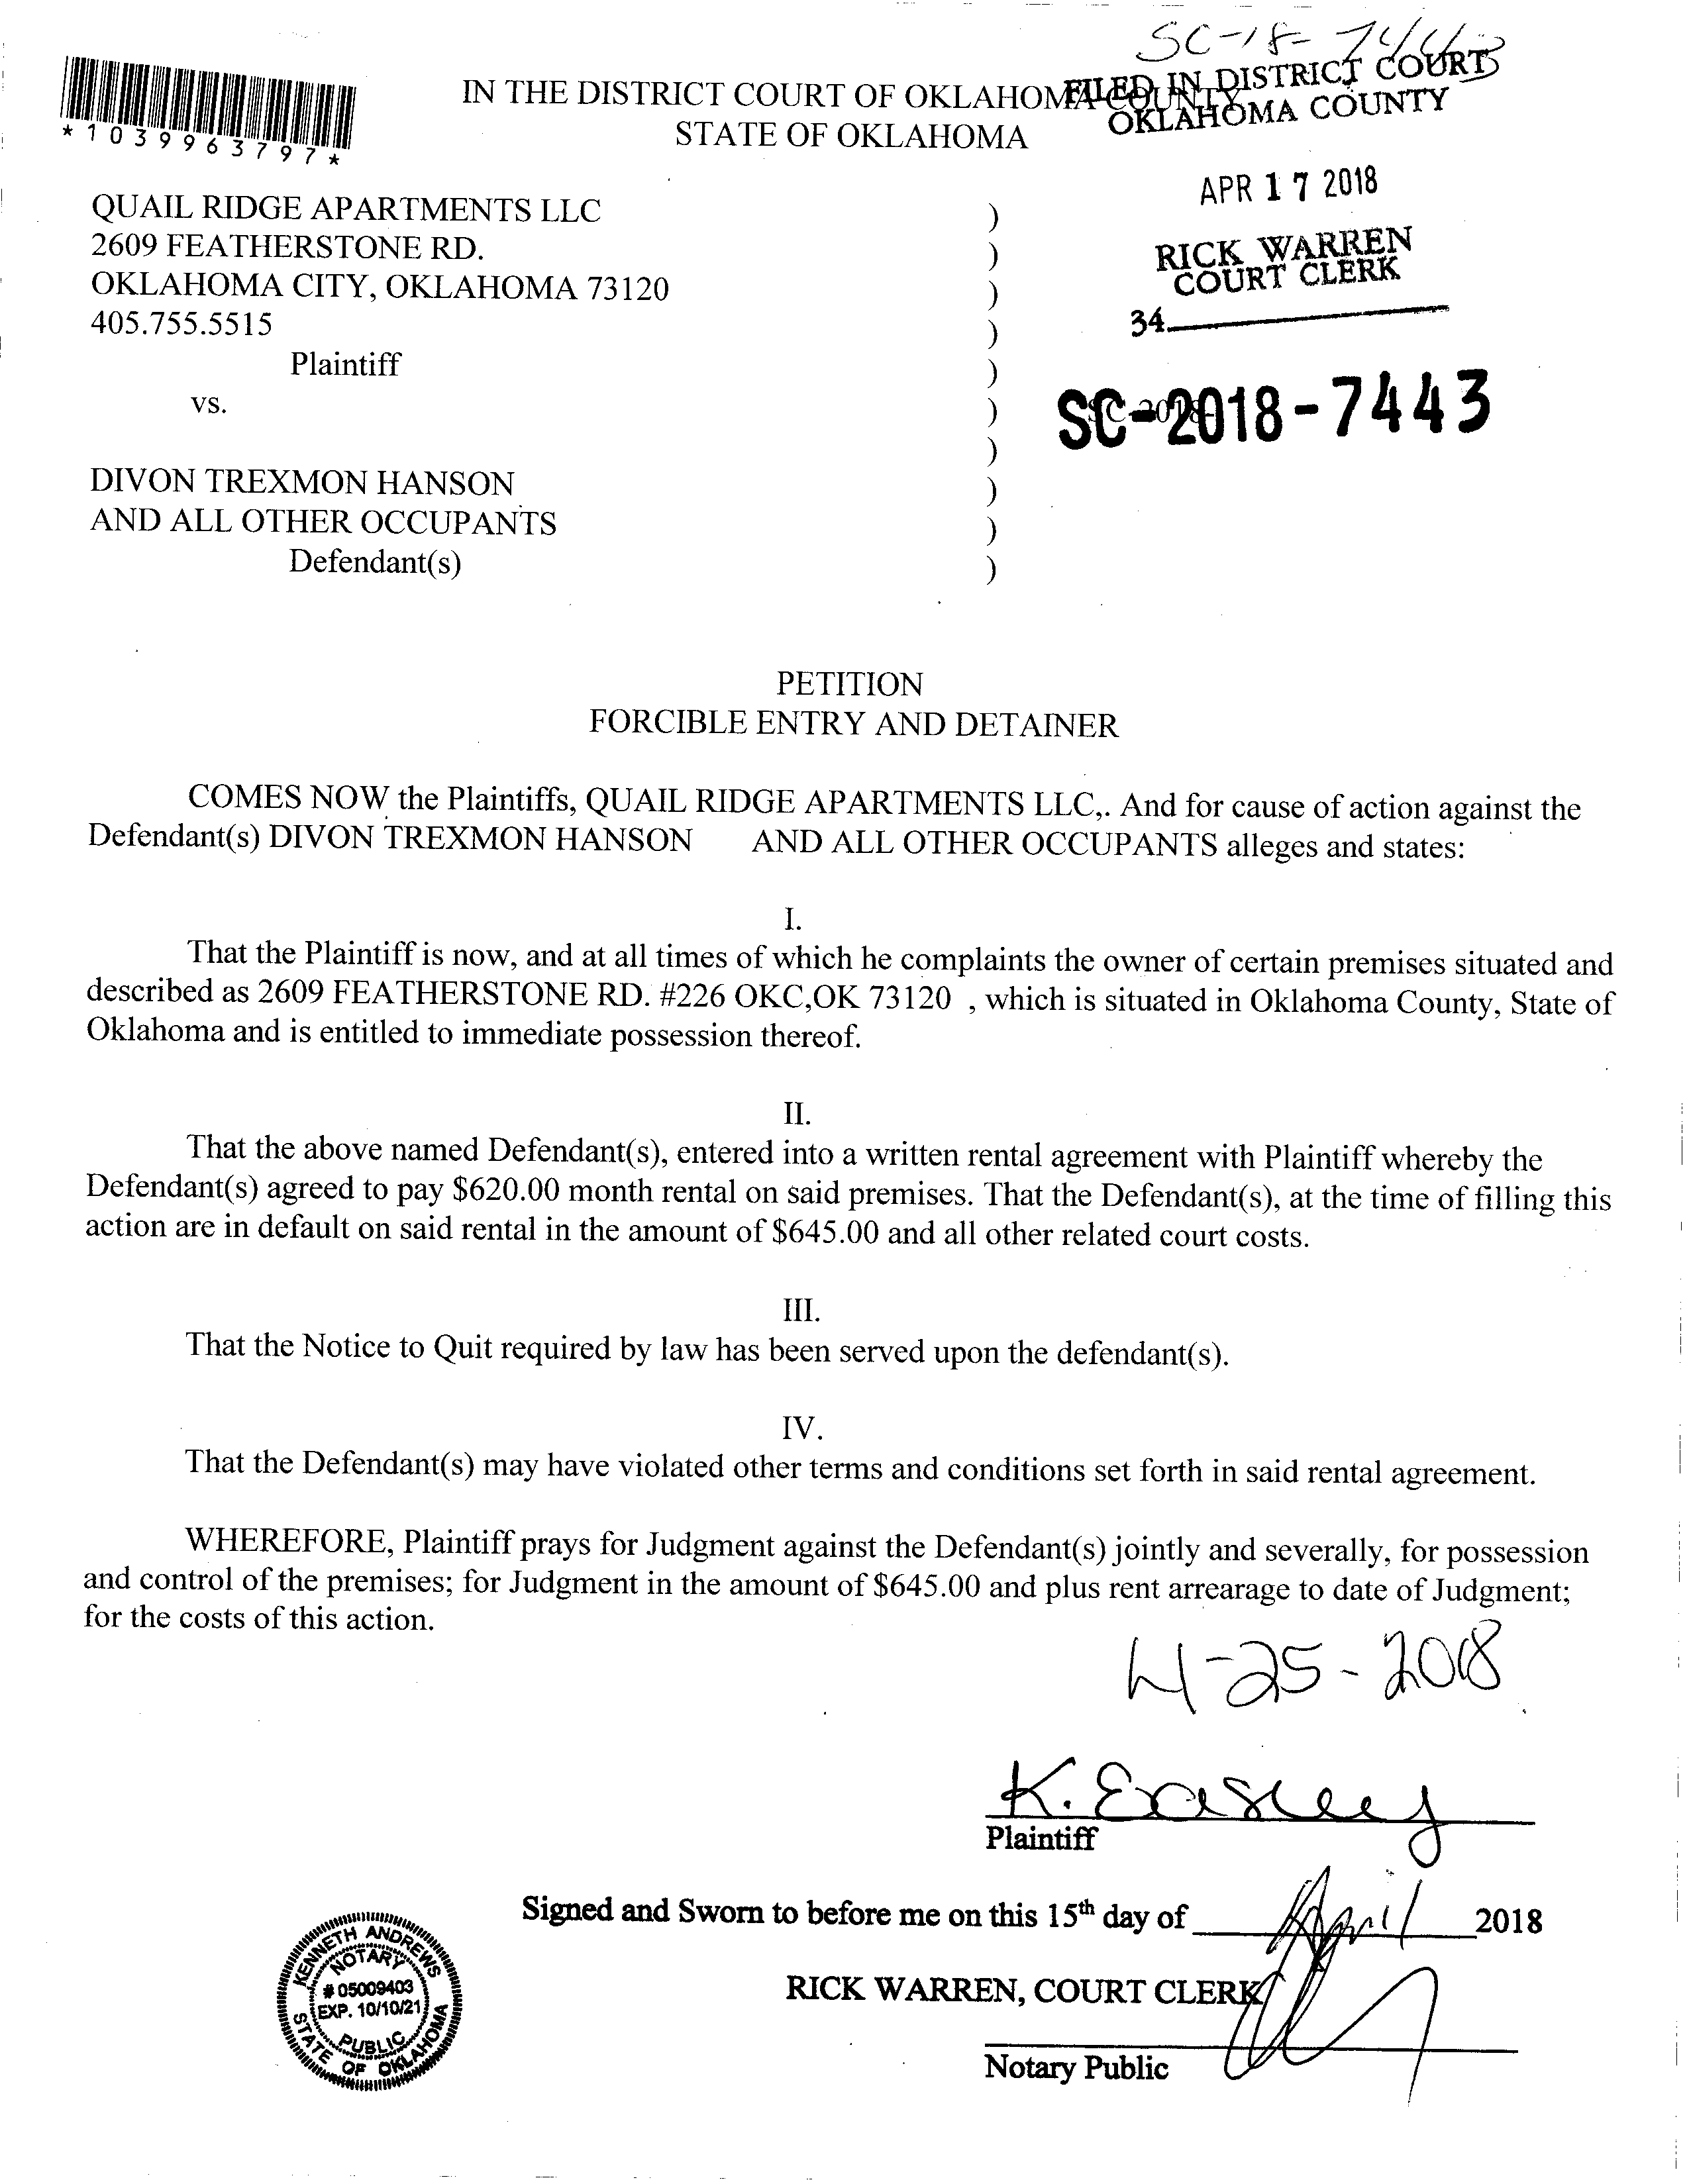 SC-18-7443
FILED IN DISTRICT COURT
OKLAHOMA COUNTY
*1039963797*
IN THE DISTRICT COURT OF OKLAHOMA COUNTY
STATE OF OKLAHOMA
APR 17 2018
RICK WARREN
COURT CLERK
34
QUAIL RIDGE APARTMENTS LLC )
2609 FEATHERSTONE RD. )
OKLAHOMA CITY, OKLAHOMA 73120 )
405.755.5515 )
Plaintiff )
vs. ) SC-2018-
SC-2018-7443
)
DIVON TREXMON HANSON )
AND ALL OTHER OCCUPANTS )
Defendant(s) )
PETITION
FORCIBLE ENTRY AND DETAINER
COMES NOW the Plaintiffs, QUAIL RIDGE APARTMENTS LLC,. And for cause of action against the
Defendant(s) DIVON TREXMON HANSON AND ALL OTHER OCCUPANTS alleges and states:
I.
That the Plaintiff is now, and at all times of which he complaints the owner of certain premises situated and
described as 2609 FEATHERSTONE RD. #226 OKC,OK 73120 , which is situated in Oklahoma County, State of
Oklahoma and is entitled to immediate possession thereof.
II.
That the above named Defendant(s), entered into a written rental agreement with Plaintiff whereby the
Defendant(s) agreed to pay $620.00 month rental on said premises. That the Defendant(s), at the time of filling this
action are in default on said rental in the amount of $645.00 and all other related court costs.
III.
That the Notice to Quit required by law has been served upon the defendant(s).
IV.
That the Defendant(s) may have violated other terms and conditions set forth in said rental agreement.
WHEREFORE, Plaintiff prays for Judgment against the Defendant(s) jointly and severally, for possession
and control of the premises; for Judgment in the amount of $645.00 and plus rent arrearage to date of Judgment;
for the costs of this action.
4-25-2018
K. Easley
Plaintiff
Signed and Sworn to before me on this 15th day of April 2018
RICK WARREN, COURT CLERK
Notary Public
KENNETH ANDREWS
NOTARY
# 05009403
EXP. 10/10/21
PUBLIC
STATE OF OKLAHOMA